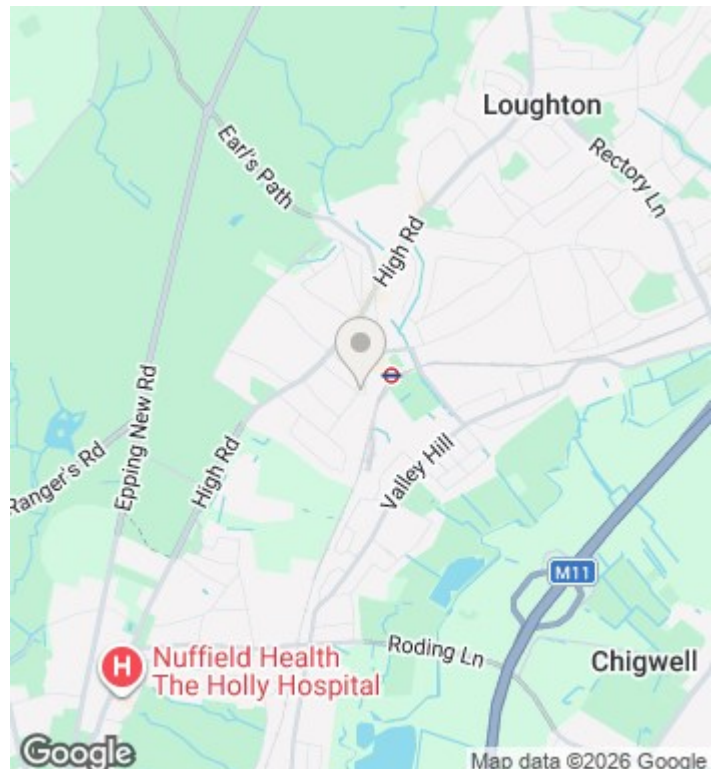 Loughton
Earl's Path
Rectory Ln
High Rd
Epping New Rd
High Rd
Ranger's Rd
Valley Hill
M11
H
Nuffield Health
The Holly Hospital
Roding Ln
Chigwell
Google
Map data ©2026 Google